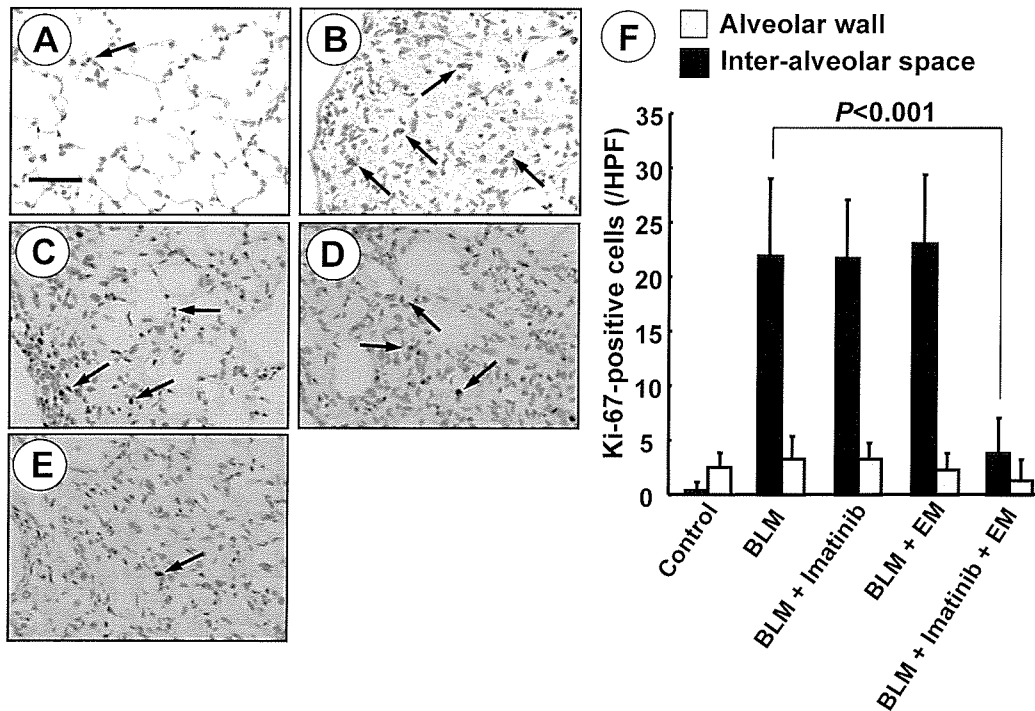 A
B
C
D
E
F
Alveolar wall
Inter-alveolar space
P<0.001
Ki-67-positive cells (/HPF)
35
30
25
20
15
10
5
0
Control
BLM
BLM + Imatinib
BLM + EM
BLM + Imatinib + EM